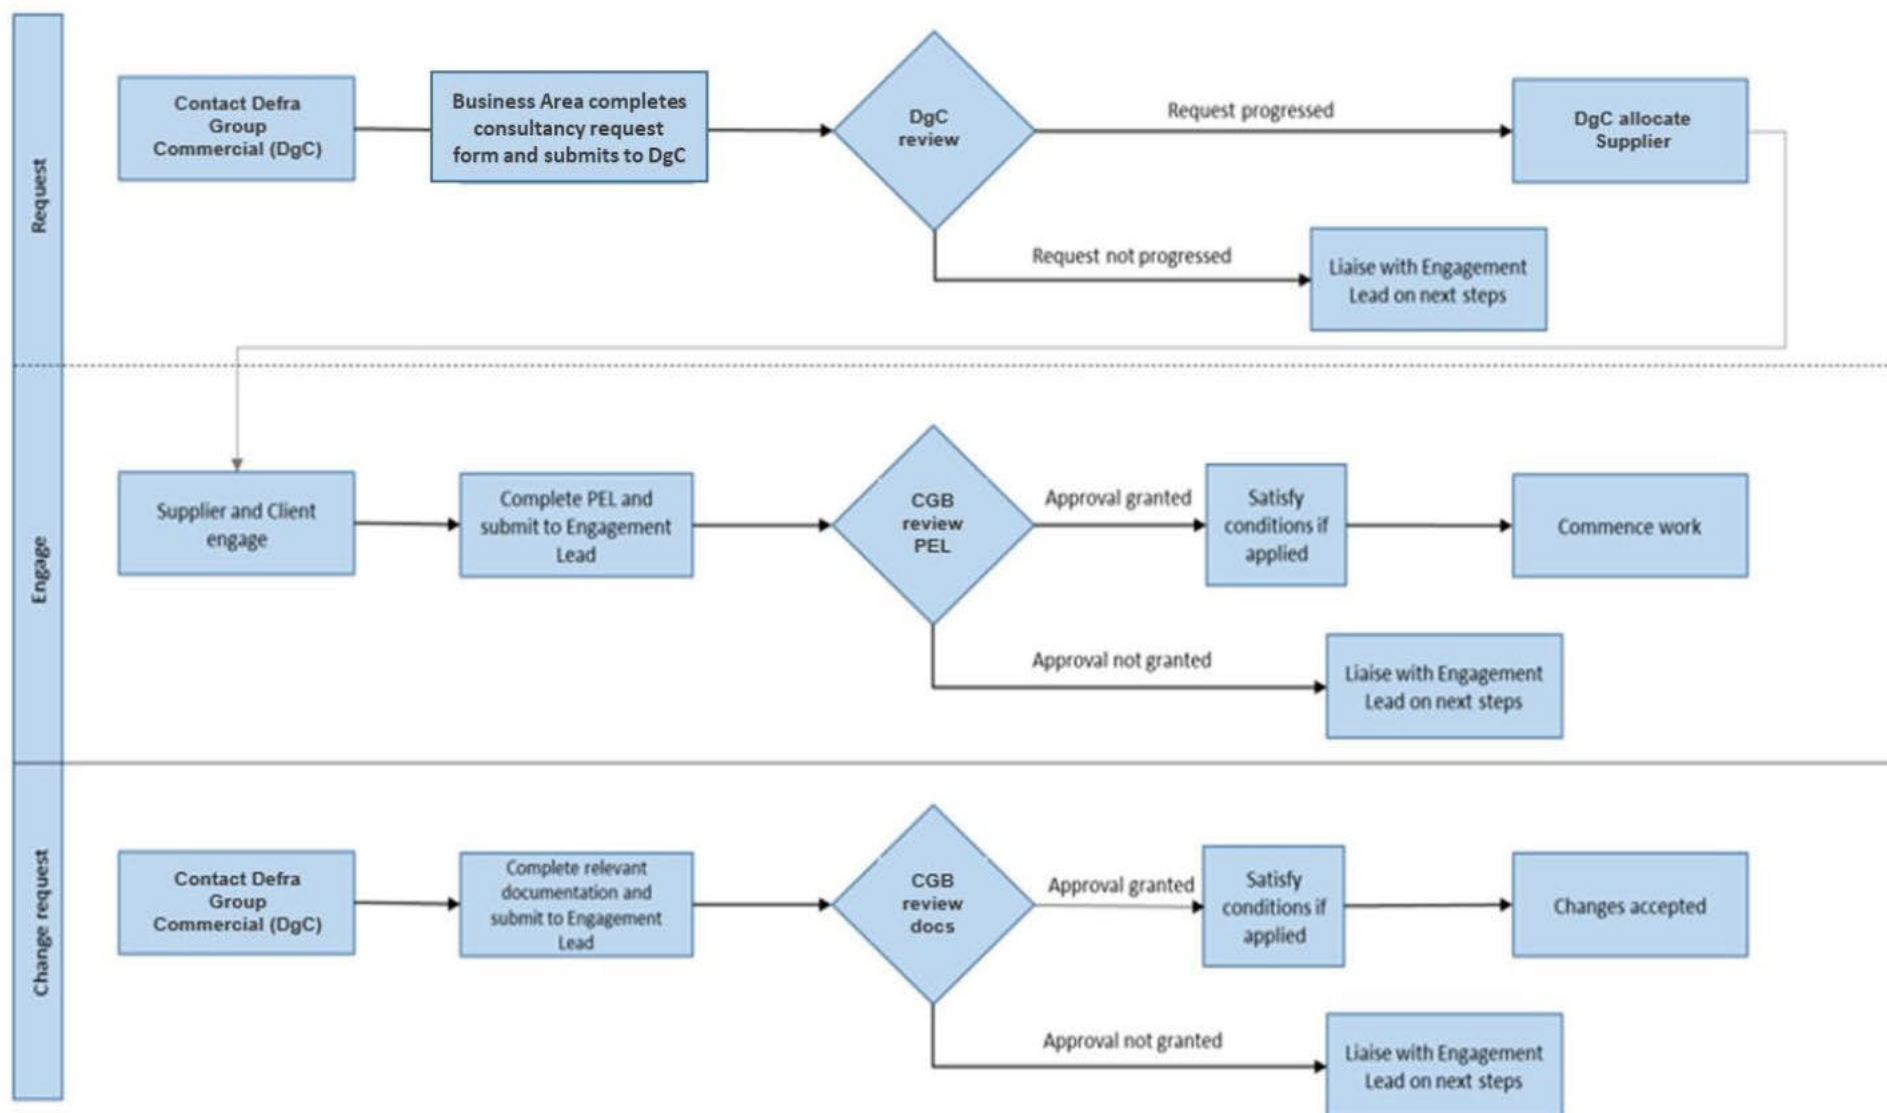 Request
Contact Defra
Group
Commercial (DgC)
Business Area completes
consultancy request
form and submits to DgC
DgC
review
Request progressed
DgC allocate
Supplier
Request not progressed
Liaise with Engagement
Lead on next steps
Engage
Supplier and Client
engage
Complete PEL and
submit to Engagement
Lead
CGB
review
PEL
Approval granted
Satisfy
conditions if
applied
Commence work
Approval not granted
Liaise with Engagement
Lead on next steps
Change request
Contact Defra
Group
Commercial (DgC)
Complete relevant
documentation and
submit to Engagement
Lead
CGB
review
docs
Approval granted
Satisfy
conditions if
applied
Changes accepted
Approval not granted
Liaise with Engagement
Lead on next steps